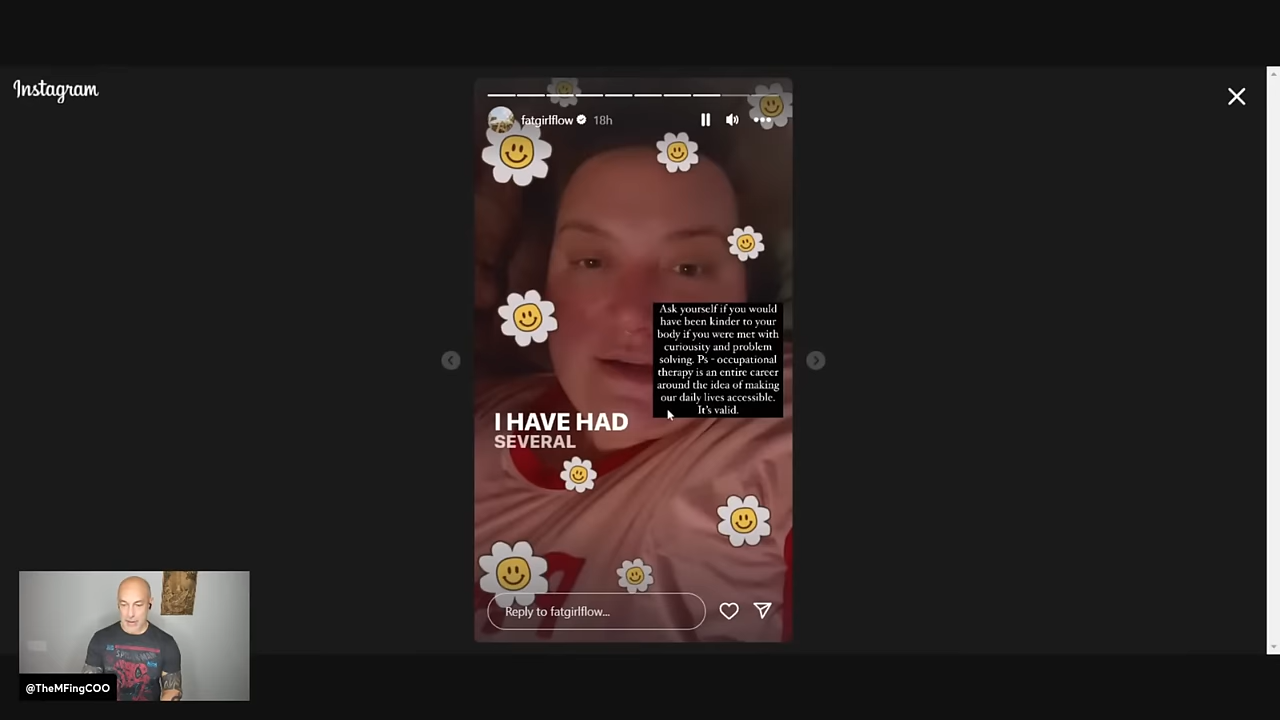 Instagram
fatgirlflow 18h
Ask yourself if you would
have been kinder to your
body if you were met with
curiousity and problem
solving. Ps - occupational
therapy is an entire career
around the idea of making
our daily lives accessible.
It's valid.
I HAVE HAD
SEVERAL
Reply to fatgirlflow...
@TheMFingCOO